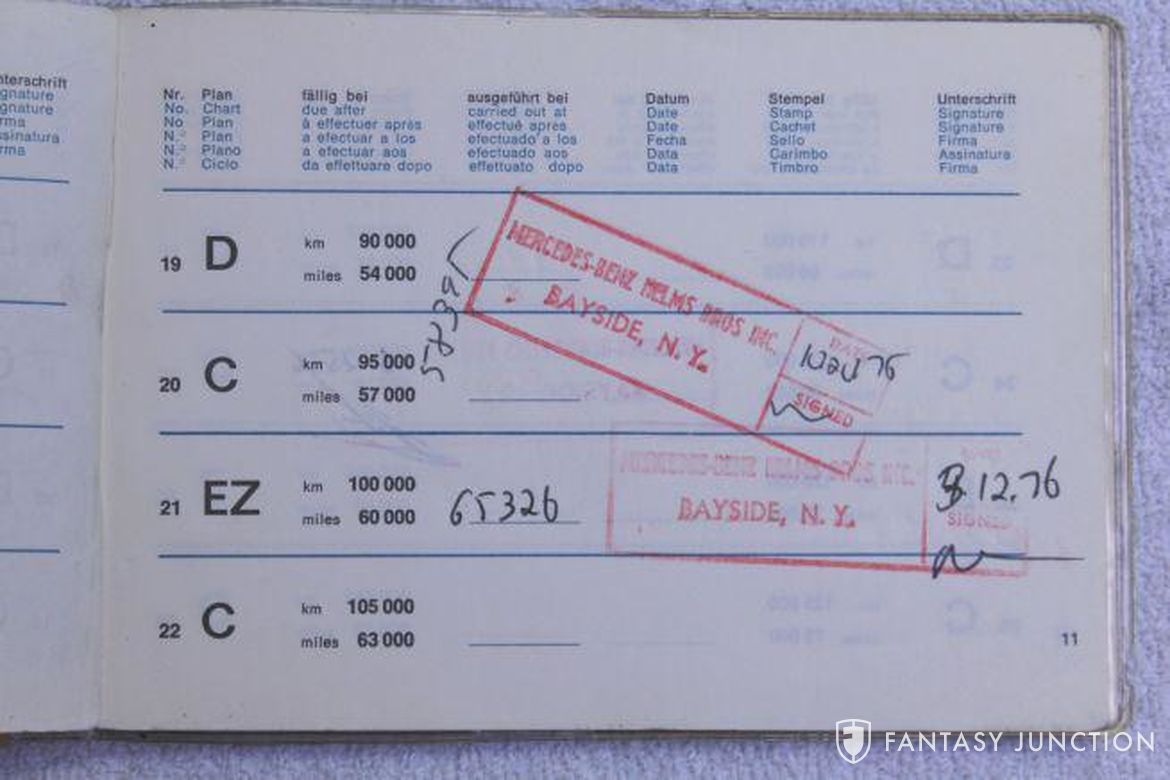 nterschrift
gnature
gnature
rma
ssinatura
rma
Nr. Plan fällig bei ausgeführt bei Datum Stempel Unterschrift
No. Chart due after carried out at Date Stamp Signature
No Plan à effectuer après effectué après Date Cachet Signature
N.º Plan a efectuar a los efectuado a los Fecha Sello Firma
N.º Plano a efectuar aos efectuado aos Data Carimbo Assinatura
N.º Ciclo da effettuare dopo effettuato dopo Data Timbro Firma
19 D km 90 000
miles 54 000
MERCEDES-BENZ HELMS BROS INC.
BAYSIDE, N. Y.
DATE
76
SIGNED
20 C km 95 000
miles 57 000
21 EZ km 100 000
miles 60 000
65326
MERCEDES-BENZ HELMS BROS INC.
BAYSIDE, N. Y.
12.76
SIGNED
22 C km 105 000
miles 63 000
11
FANTASY JUNCTION